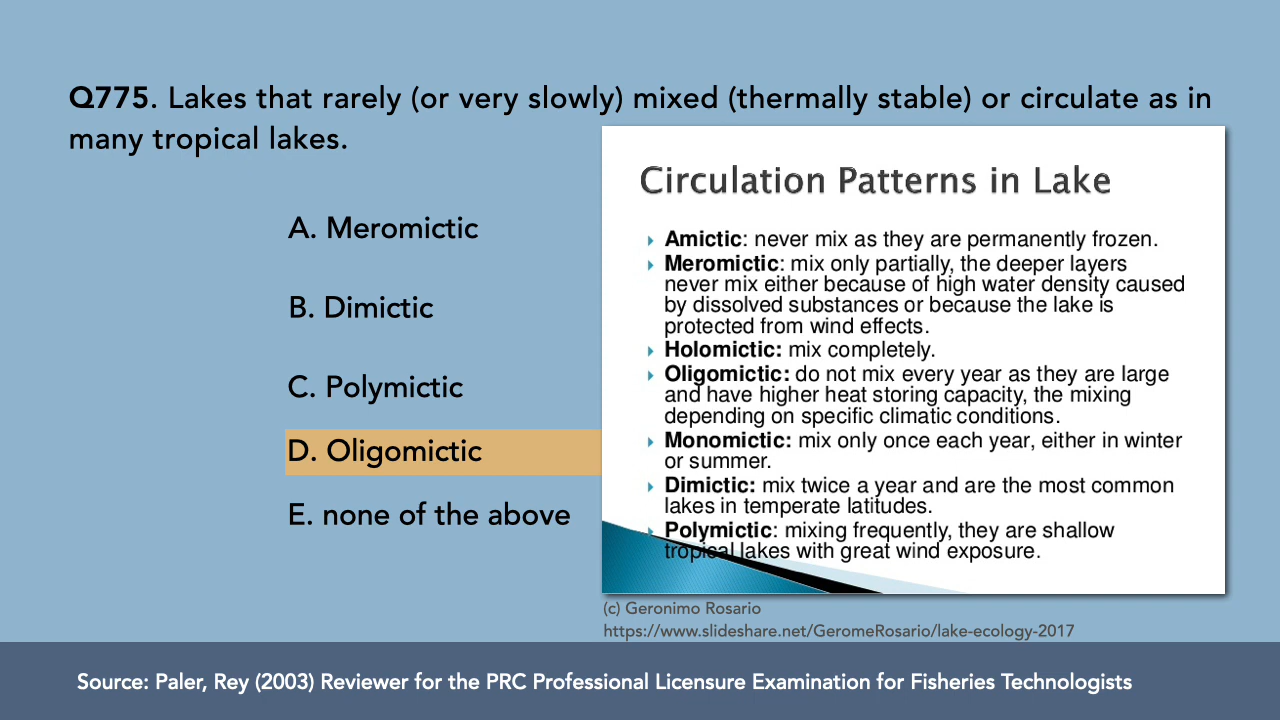 Q775. Lakes that rarely (or very slowly) mixed (thermally stable) or circulate as in
many tropical lakes.
A. Meromictic
B. Dimictic
C. Polymictic
D. Oligomictic
E. none of the above
Circulation Patterns in Lake
Amictic: never mix as they are permanently frozen.
Meromictic: mix only partially, the deeper layers
never mix either because of high water density caused
by dissolved substances or because the lake is
protected from wind effects.
Holomictic: mix completely.
Oligomictic: do not mix every year as they are large
and have higher heat storing capacity, the mixing
depending on specific climatic conditions.
Monomictic: mix only once each year, either in winter
or summer.
Dimictic: mix twice a year and are the most common
lakes in temperate latitudes.
Polymictic: mixing frequently, they are shallow
tropical lakes with great wind exposure.
(c) Geronimo Rosario
https://www.slideshare.net/GeromeRosario/lake-ecology-2017
Source: Paler, Rey (2003) Reviewer for the PRC Professional Licensure Examination for Fisheries Technologists